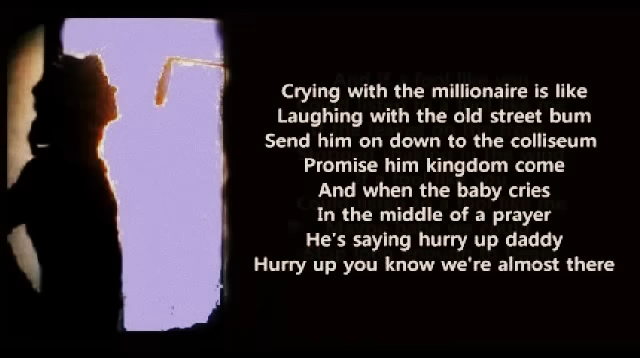 Crying with the millionaire is like
Laughing with the old street bum
Send him on down to the colliseum
Promise him kingdom come
And when the baby cries
In the middle of a prayer
He's saying hurry up daddy
Hurry up you know we're almost there